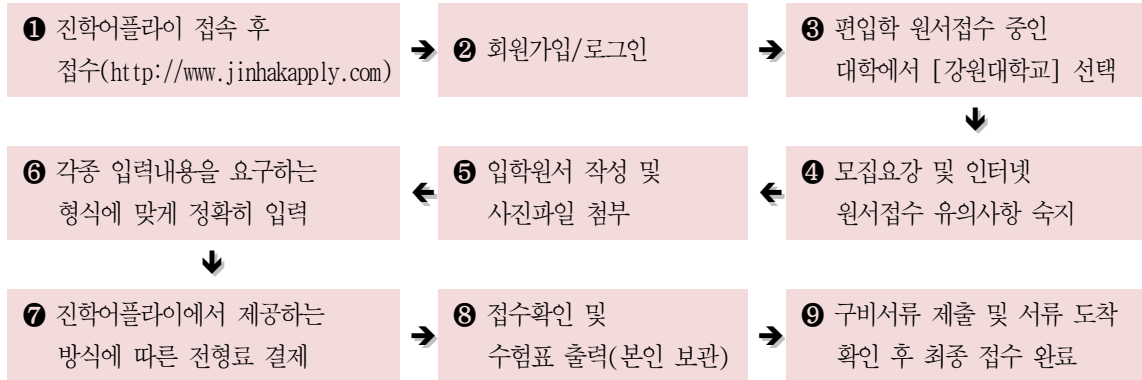 ❶ 진학어플라이 접속 후
접수(http://www.jinhakapply.com)
➔
❷ 회원가입/로그인
➔
❸ 편입학 원서접수 중인
대학에서 [강원대학교] 선택
❹ 모집요강 및 인터넷
원서접수 유의사항 숙지
❺ 입학원서 작성 및
사진파일 첨부
❻ 각종 입력내용을 요구하는
형식에 맞게 정확히 입력
❼ 진학어플라이에서 제공하는
방식에 따른 전형료 결제
❽ 접수확인 및
수험표 출력(본인 보관)
❾ 구비서류 제출 및 서류 도착
확인 후 최종 접수 완료